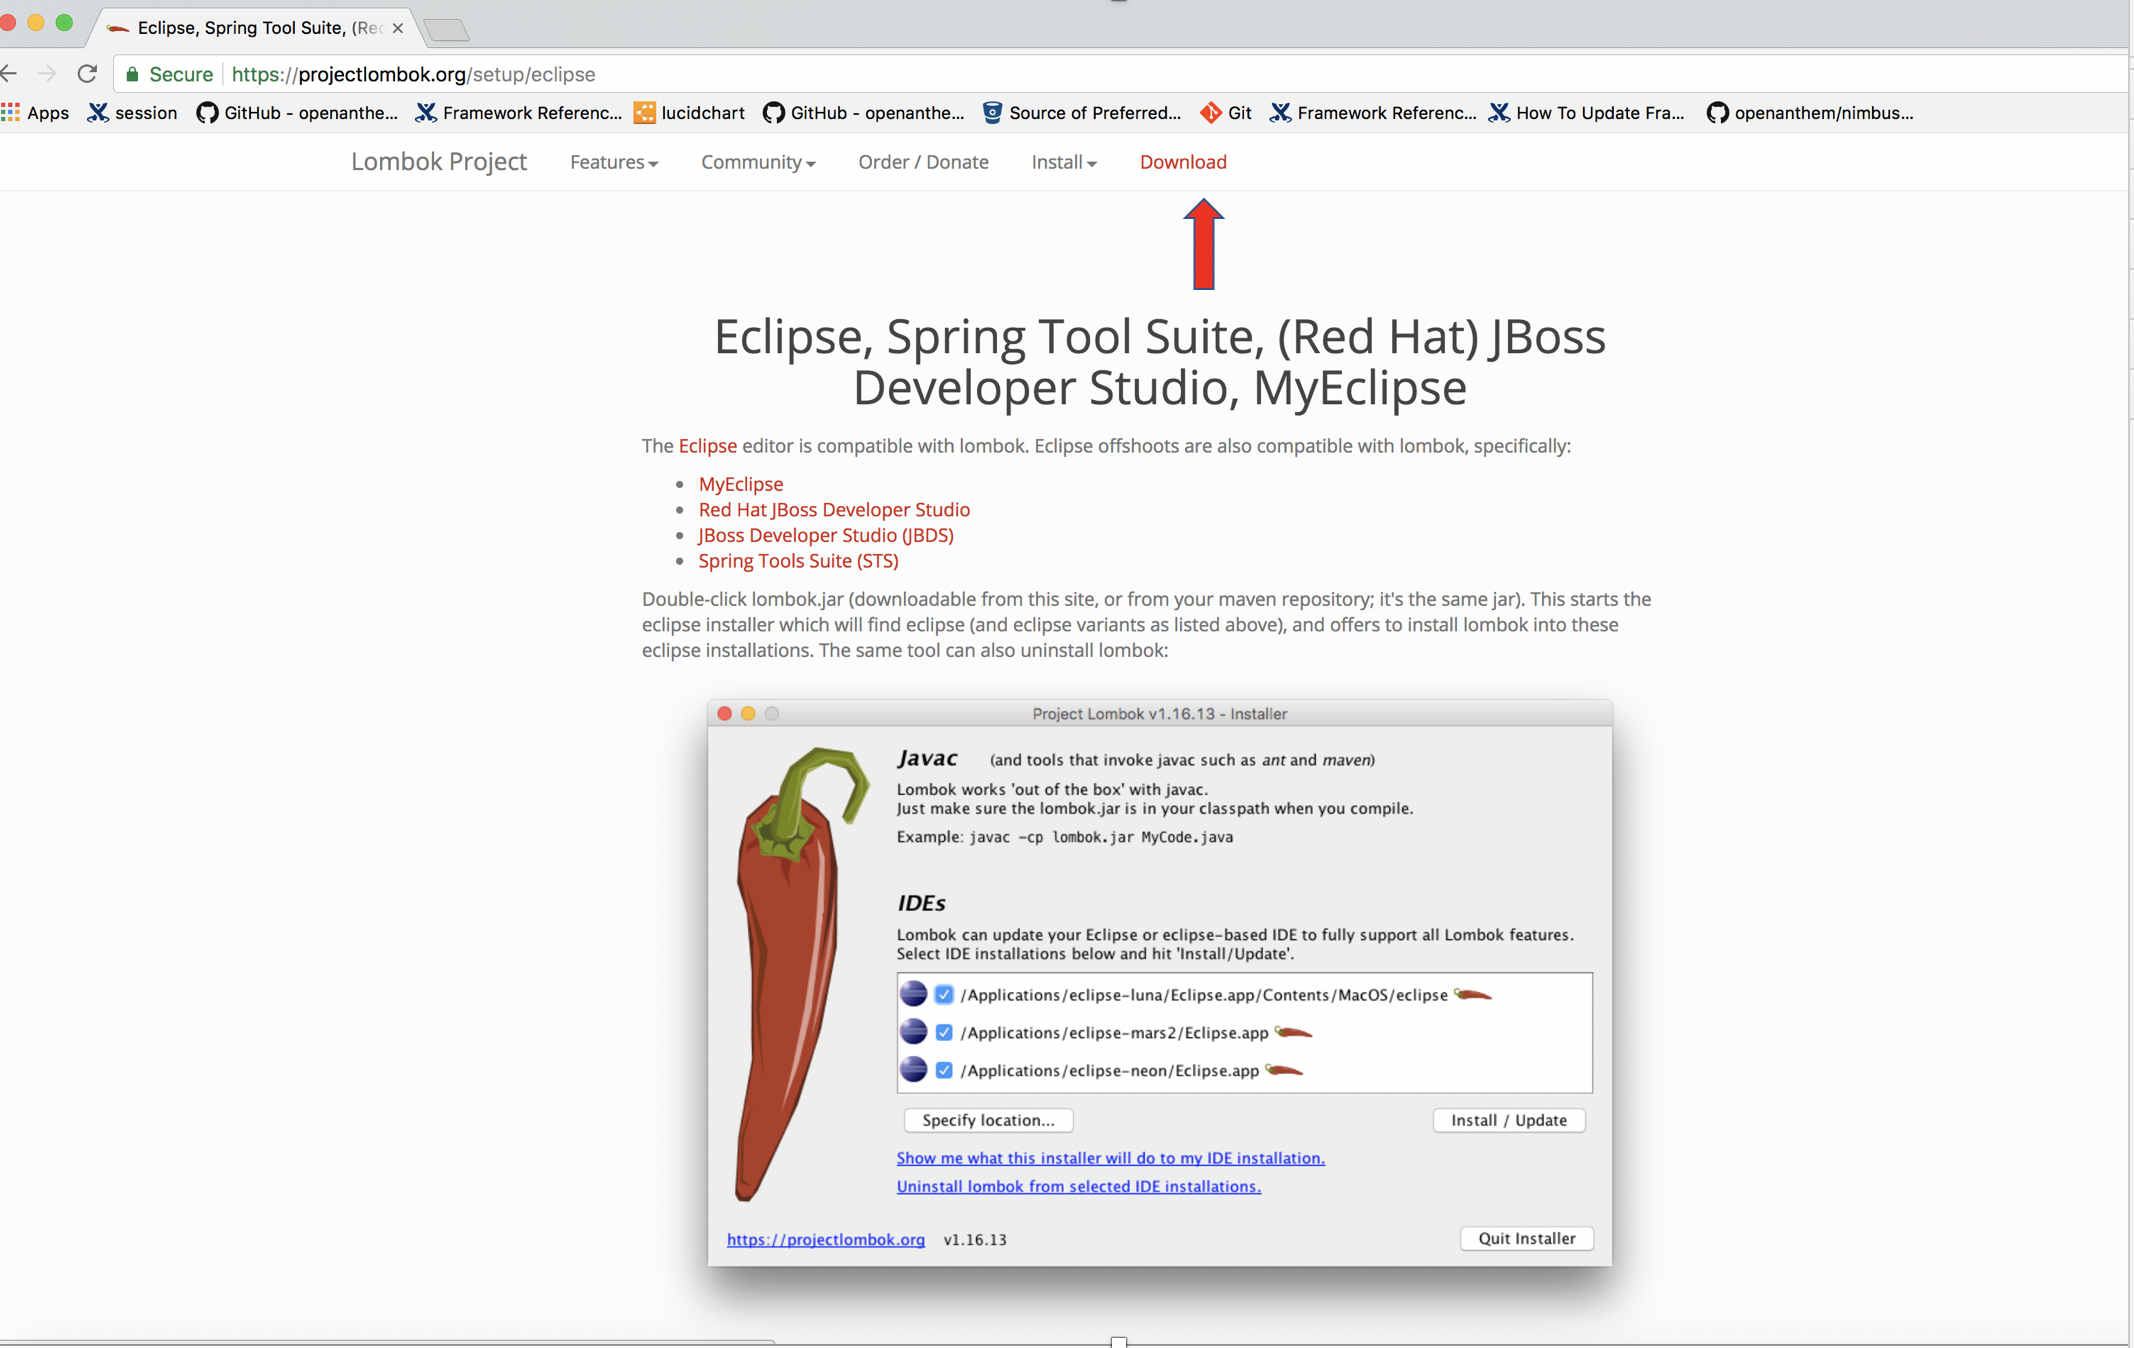 Eclipse, Spring Tool Suite, (Red
Secure https://projectlombok.org/setup/eclipse
Apps session GitHub - openanthe... Framework Referenc... lucidchart GitHub - openanthe... Source of Preferred... Git Framework Referenc... How To Update Fra... openanthem/nimbus...
Lombok Project Features Community Order / Donate Install Download
Eclipse, Spring Tool Suite, (Red Hat) JBoss
Developer Studio, MyEclipse
The Eclipse editor is compatible with lombok. Eclipse offshoots are also compatible with lombok, specifically:
• MyEclipse
• Red Hat JBoss Developer Studio
• JBoss Developer Studio (JBDS)
• Spring Tools Suite (STS)
Double-click lombok.jar (downloadable from this site, or from your maven repository; it's the same jar). This starts the
eclipse installer which will find eclipse (and eclipse variants as listed above), and offers to install lombok into these
eclipse installations. The same tool can also uninstall lombok:
Project Lombok v1.16.13 - Installer
Javac (and tools that invoke javac such as ant and maven)
Lombok works 'out of the box' with javac.
Just make sure the lombok.jar is in your classpath when you compile.
Example: javac -cp lombok.jar MyCode.java
IDEs
Lombok can update your Eclipse or eclipse-based IDE to fully support all Lombok features.
Select IDE installations below and hit 'Install/Update'.
/Applications/eclipse-luna/Eclipse.app/Contents/MacOS/eclipse
/Applications/eclipse-mars2/Eclipse.app
/Applications/eclipse-neon/Eclipse.app
Specify location... Install / Update
Show me what this installer will do to my IDE installation.
Uninstall lombok from selected IDE installations.
https://projectlombok.org v1.16.13 Quit Installer